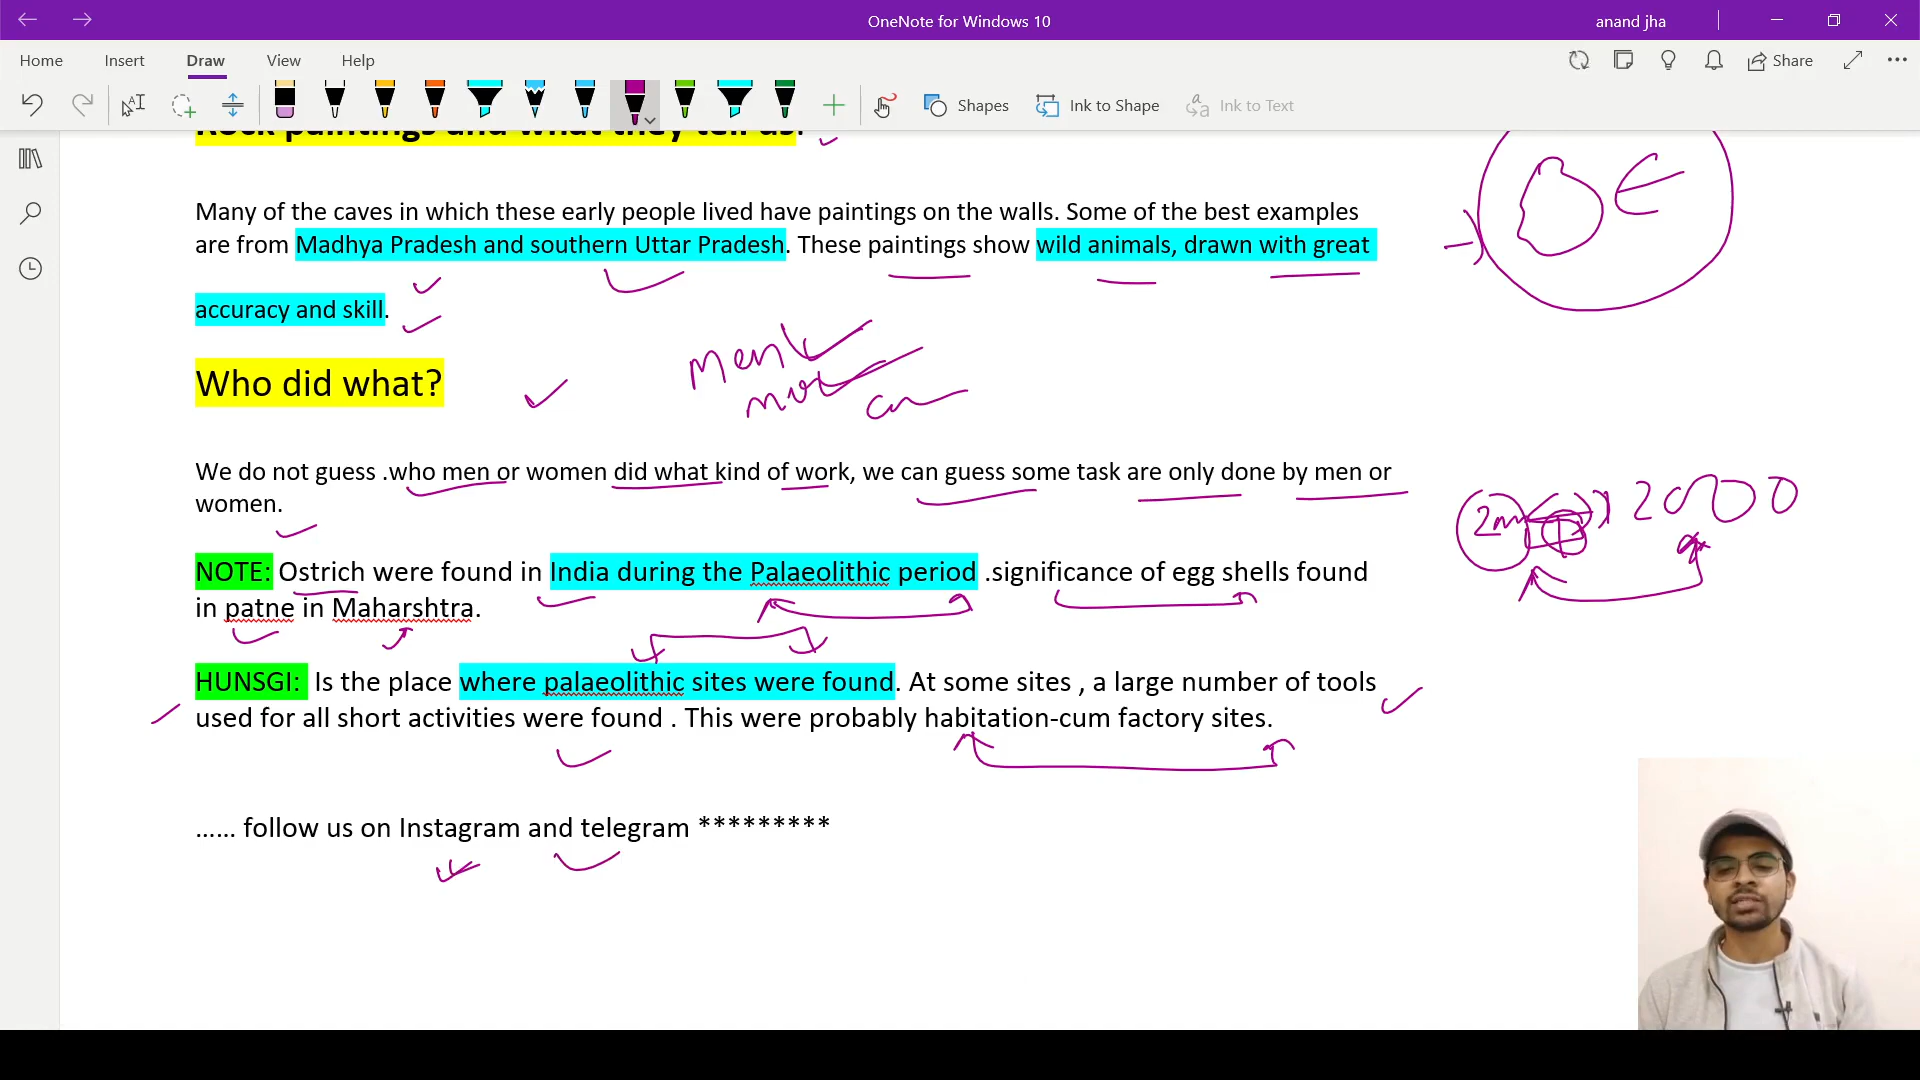 OneNote for Windows 10
anand jha
Home Insert Draw View Help
Share
Shapes Ink to Shape Ink to Text
Rock paintings and what they tell us.
Many of the caves in which these early people lived have paintings on the walls. Some of the best examples
are from Madhya Pradesh and southern Uttar Pradesh. These paintings show wild animals, drawn with great
accuracy and skill.
men
Who did what?
We do not guess .who men or women did what kind of work, we can guess some task are only done by men or
women.
NOTE: Ostrich were found in India during the Palaeolithic period .significance of egg shells found
in patne in Maharshtra.
HUNSGI: Is the place where palaeolithic sites were found. At some sites , a large number of tools
used for all short activities were found . This were probably habitation-cum factory sites.
...... follow us on Instagram and telegram *********